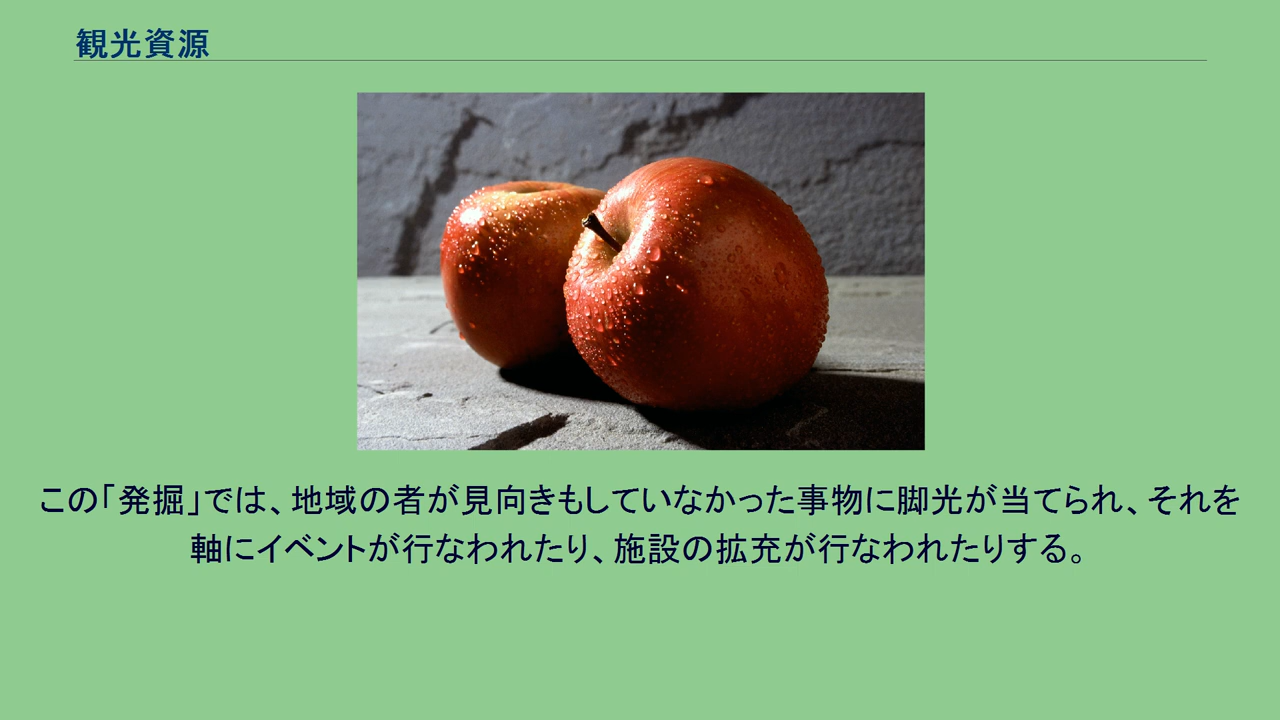 観光資源
この「発掘」では、地域の者が見向きもしていなかった事物に脚光が当てられ、それを
軸にイベントが行なわれたり、施設の拡充が行なわれたりする。